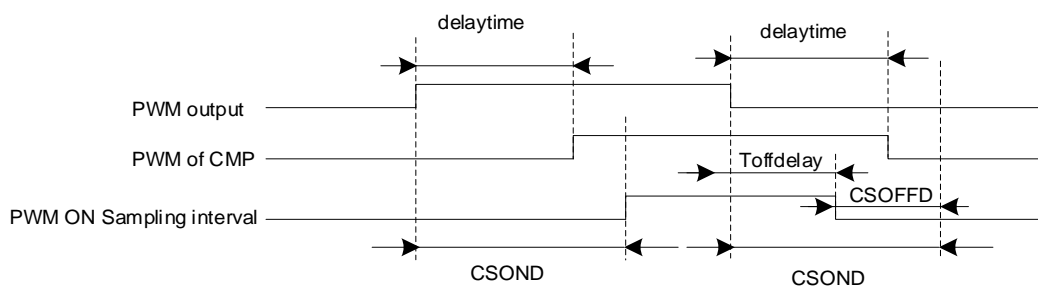 delaytime
delaytime
PWM output
PWM of CMP
Toffdelay
CSOFFD
PWM ON Sampling interval
CSOND
CSOND